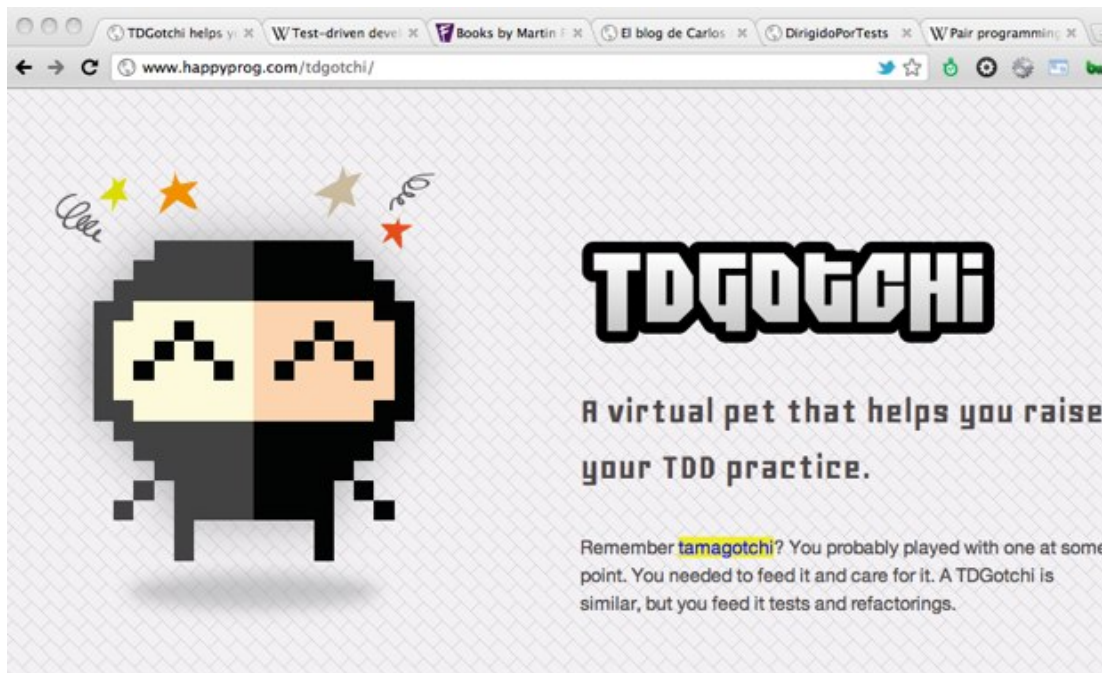 TDGotchi helps y
W Test-driven devel
Books by Martin F
El blog de Carlos
DirigidoPorTests
W Pair programming
www.happyprog.com/tdgotchi/
TDGOtCHi
A virtual pet that helps you raise
your TDD practice.
Remember tamagotchi? You probably played with one at some
point. You needed to feed it and care for it. A TDGotchi is
similar, but you feed it tests and refactorings.